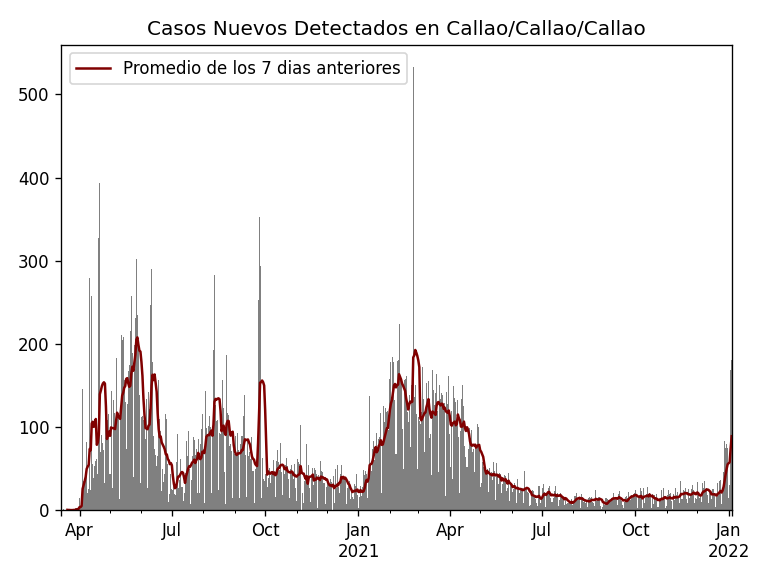 Casos Nuevos Detectados en Callao/Callao/Callao
Promedio de los 7 dias anteriores
500
400
300
200
100
0
Apr Jul Oct Jan Apr Jul Oct Jan
2021 2022